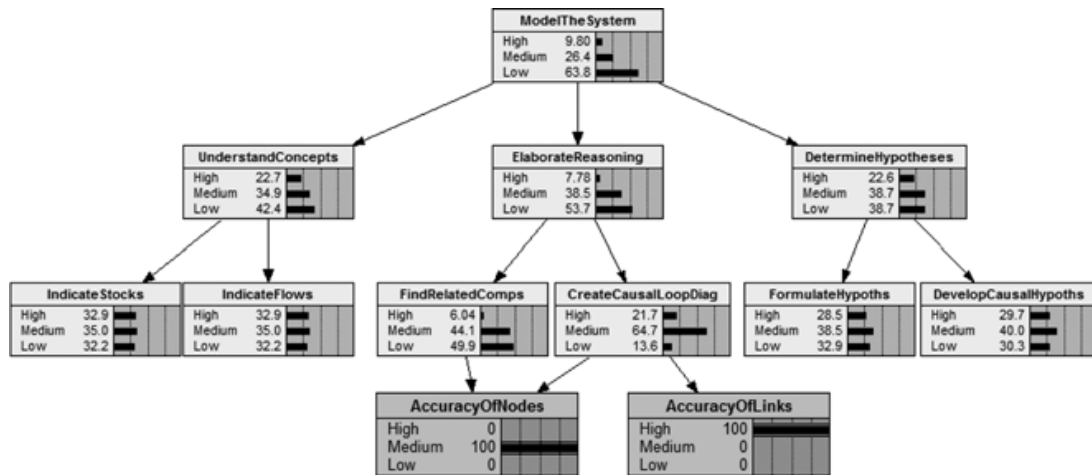 ModelTheSystem
High 9.80
Medium 26.4
Low 63.8
UnderstandConcepts
High 22.7
Medium 34.9
Low 42.4
ElaborateReasoning
High 7.78
Medium 38.5
Low 53.7
DetermineHypotheses
High 22.6
Medium 38.7
Low 38.7
IndicateStocks
High 32.9
Medium 35.0
Low 32.2
IndicateFlows
High 32.9
Medium 35.0
Low 32.2
FindRelatedComps
High 6.04
Medium 44.1
Low 49.9
CreateCausalLoopDiag
High 21.7
Medium 64.7
Low 13.6
FormulateHypoths
High 28.5
Medium 38.5
Low 32.9
DevelopCausalHypoths
High 29.7
Medium 40.0
Low 30.3
AccuracyOfNodes
High 0
Medium 100
Low 0
AccuracyOfLinks
High 100
Medium 0
Low 0